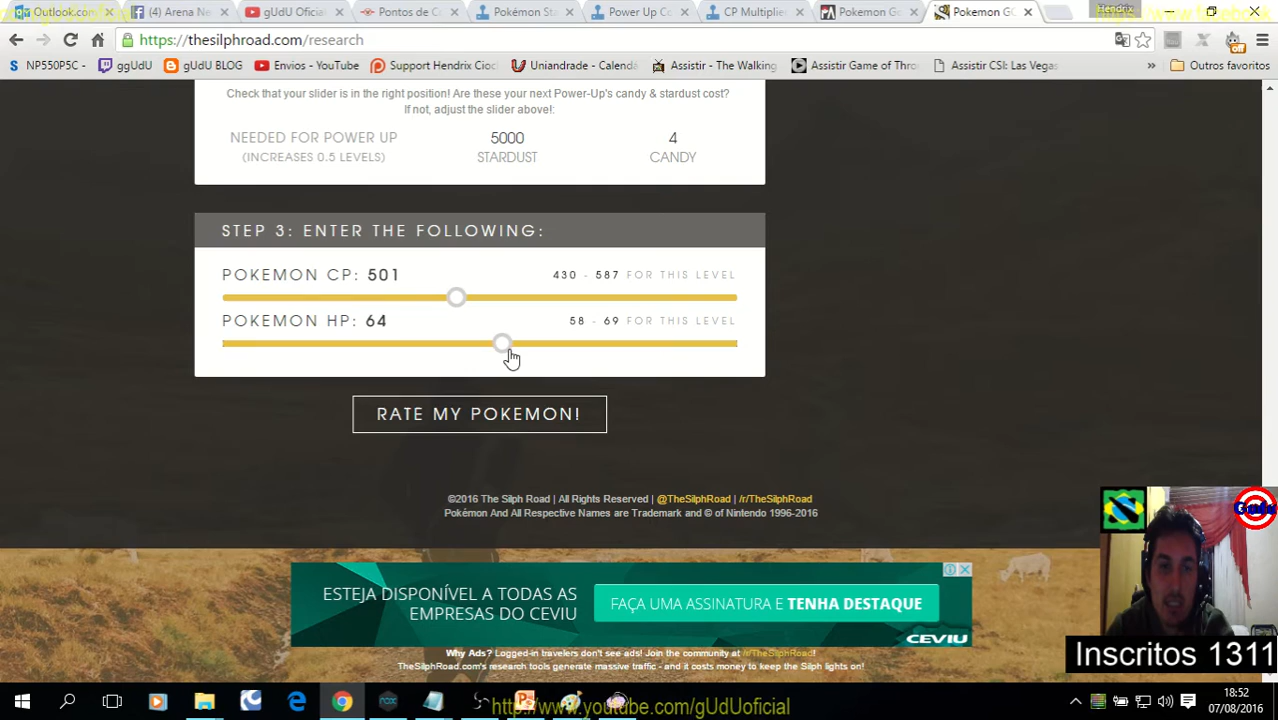 Outlook.com
(4) Arena Ne
gUdU Oficial
Pontos de Co
Pokémon Sta
Power Up Co
CP Multiplier
Pokemon Go
Pokemon GO
Hendrix
https://thesilphroad.com/research
NP550P5C -
ggUdU
gUdU BLOG
Envios - YouTube
Support Hendrix Cioc
Uniandrade - Calenda
Assistir - The Walking
Assistir Game of Thro
Assistir CSI: Las Vegas
»
Outros favoritos
off
Check that your slider is in the right position! Are these your next Power-Up's candy & stardust cost?
If not, adjust the slider above!:
NEEDED FOR POWER UP 5000 4
(INCREASES 0.5 LEVELS) STARDUST CANDY
STEP 3: ENTER THE FOLLOWING:
POKEMON CP: 501 430 - 587 FOR THIS LEVEL
POKEMON HP: 64 58 - 69 FOR THIS LEVEL
RATE MY POKEMON!
©2016 The Silph Road | All Rights Reserved | @TheSilphRoad | /r/TheSilphRoad
Pokémon And All Respective Names are Trademark and © of Nintendo 1996-2016
ESTEJA DISPONÍVEL A TODAS AS
EMPRESAS DO CEVIU
FAÇA UMA ASSINATURA E TENHA DESTAQUE
CEVIU
Why Ads? Logged-in travelers don't see ads! Join the community at /r/TheSilphRoad!
TheSilphRoad.com's research tools generate massive traffic - and it costs money to keep the Silph lights on!
Inscritos 1311
http://www.youtube.com/gUdUoficial
18:52
07/08/2016